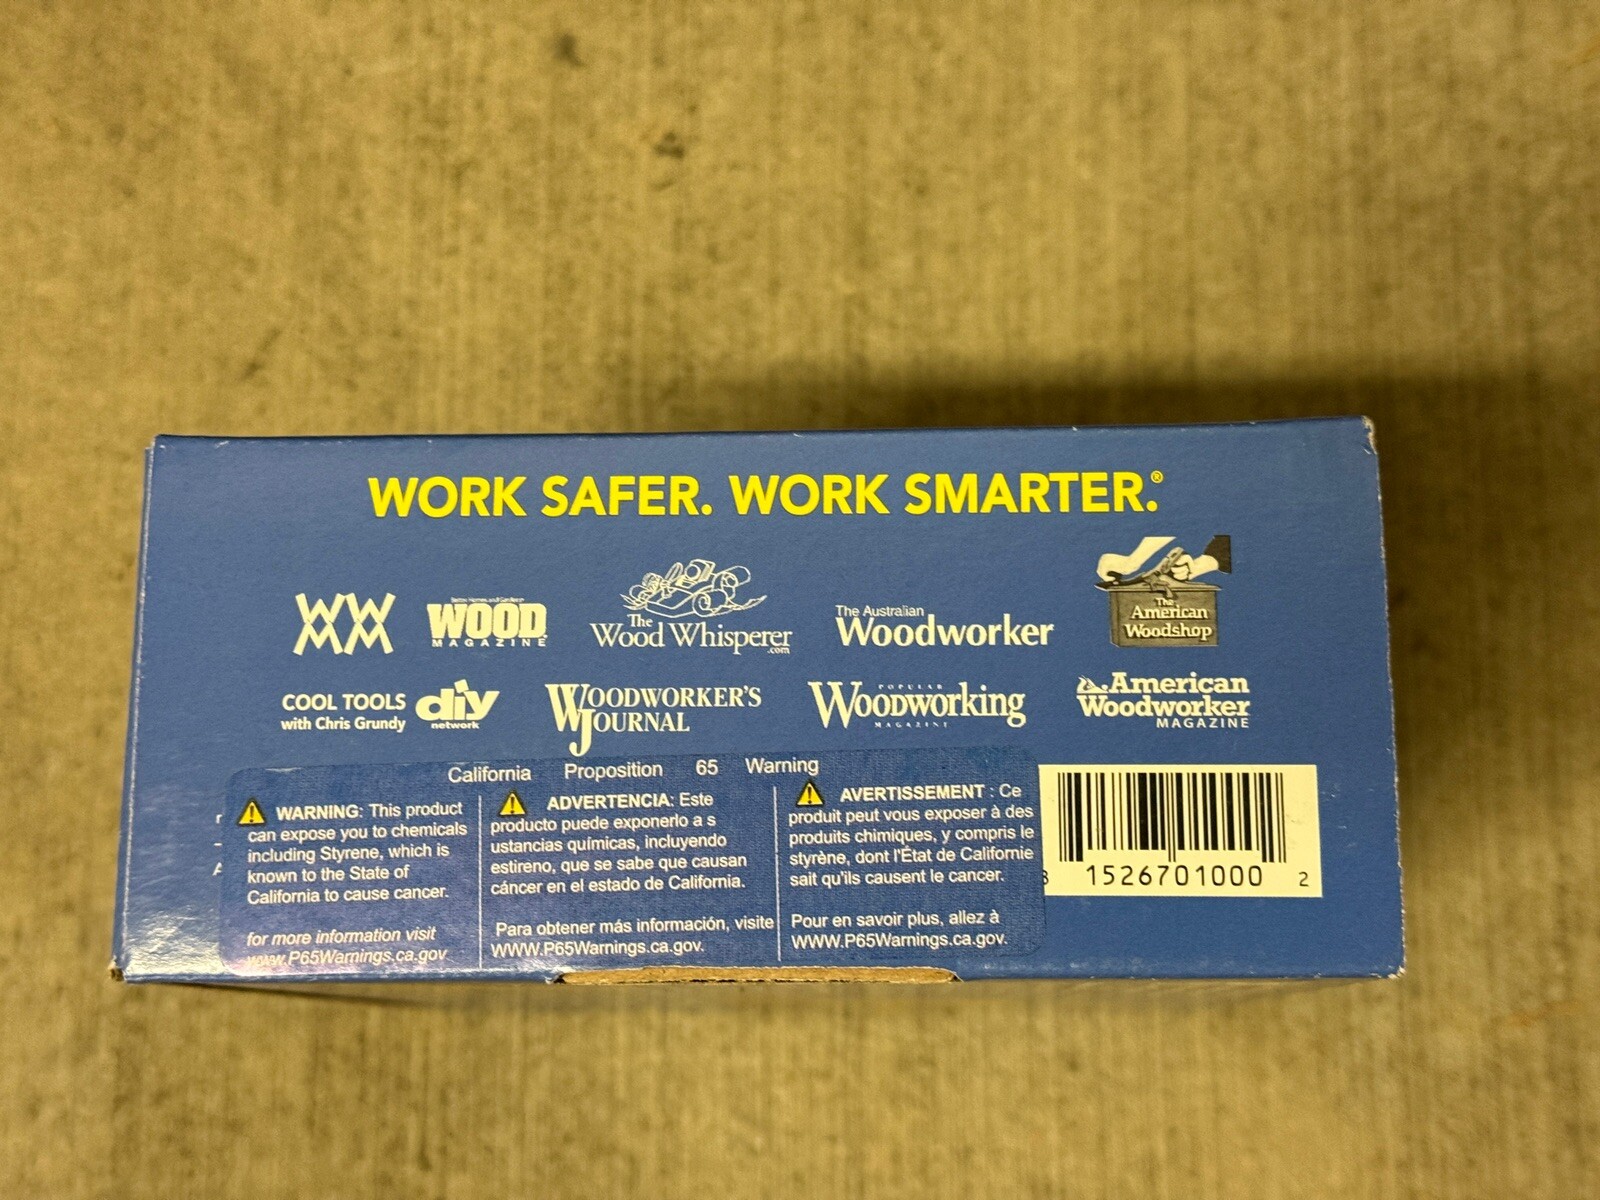 WORK SAFER. WORK SMARTER.®
WOOD
MAGAZINE
The
Wood Whisperer
.com
The Australian
Woodworker
The
American
Woodshop
COOL TOOLS
with Chris Grundy
diy
network
WOODWORKER'S
JOURNAL
POPULAR
Woodworking
MAGAZINE
American
Woodworker
MAGAZINE
California Proposition 65 Warning
WARNING: This product
can expose you to chemicals
including Styrene, which is
known to the State of
California to cause cancer.
for more information visit
www.P65Warnings.ca.gov
ADVERTENCIA: Este
producto puede exponerlo a s
ustancias químicas, incluyendo
estireno, que se sabe que causan
cáncer en el estado de California.
Para obtener más información, visite
WWW.P65Warnings.ca.gov.
AVERTISSEMENT : Ce
produit peut vous exposer à des
produits chimiques, y compris le
styrène, dont l'État de Californie
sait qu'ils causent le cancer.
Pour en savoir plus, allez à
WWW.P65Warnings.ca.gov.
8 1526701000 2